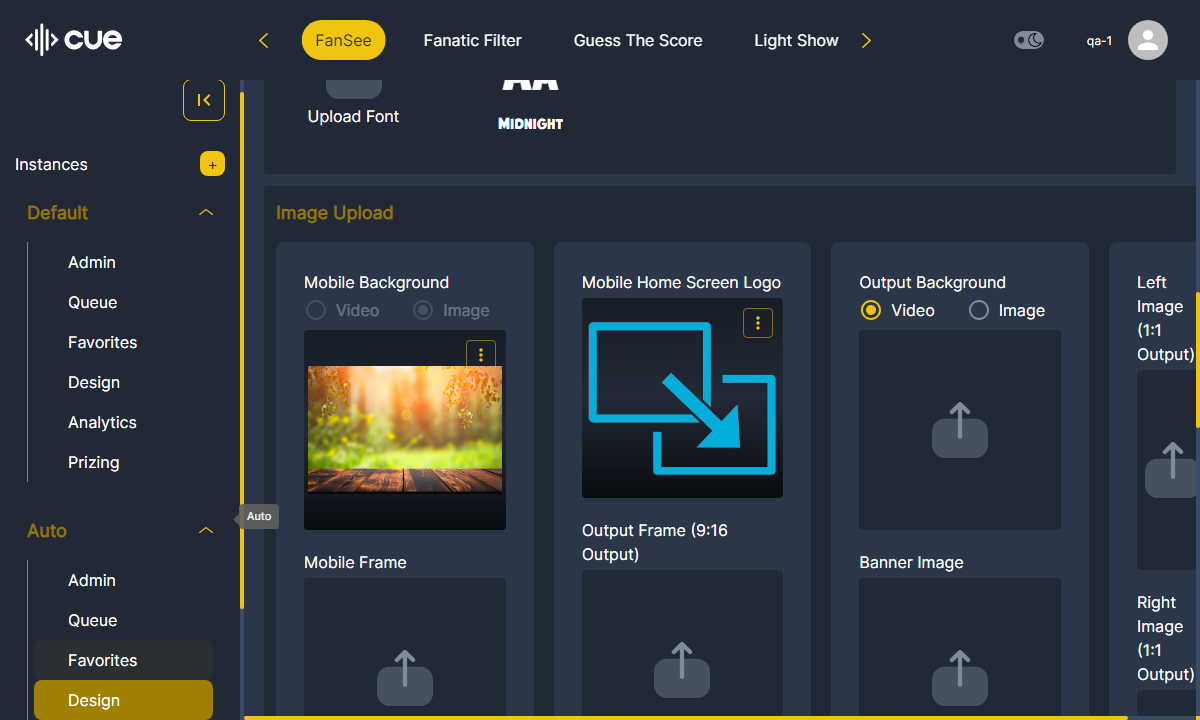 cue
FanSee
Fanatic Filter
Guess The Score
Light Show
qa-1
Upload Font
MIDNIGHT
Instances
+
Default
Admin
Queue
Favorites
Design
Analytics
Prizing
Auto
Admin
Queue
Favorites
Design
Auto
Image Upload
Mobile Background
Video
Image
Mobile Frame
Mobile Home Screen Logo
Output Frame (9:16
Output)
Output Background
Video
Image
Banner Image
Left
Image
(1:1
Output)
Right
Image
(1:1
Output)